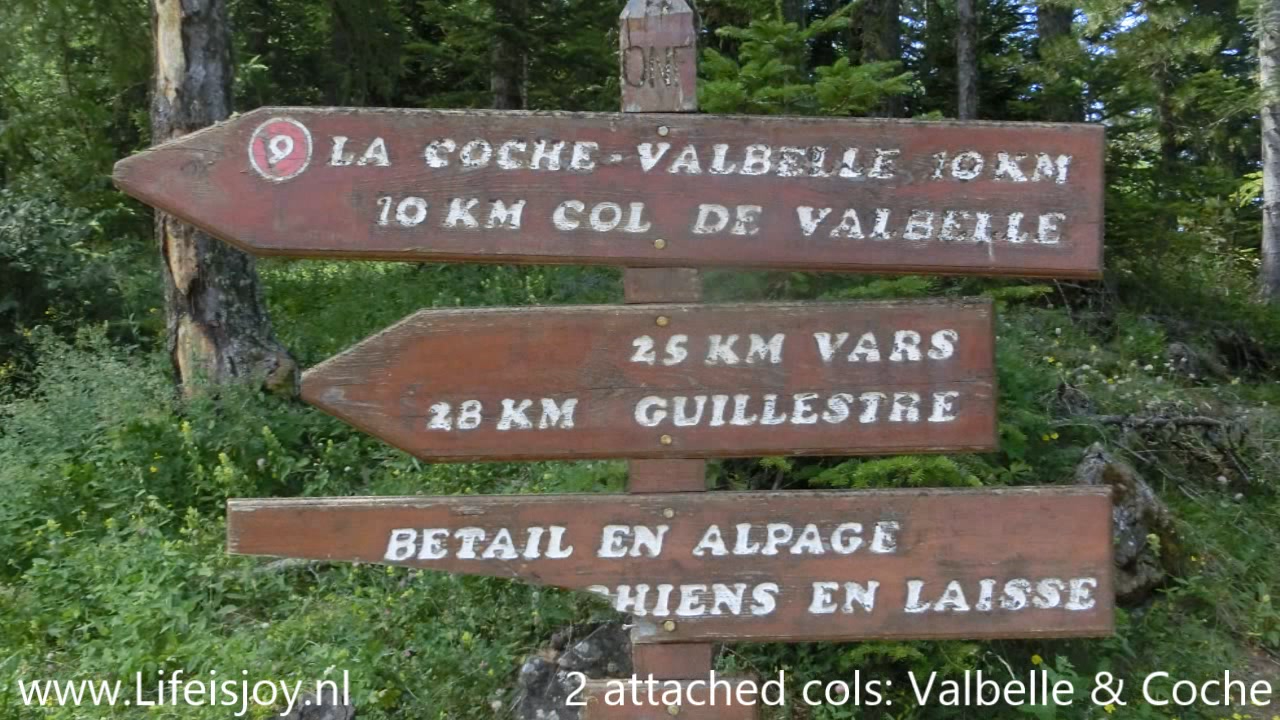 ONF
9 LA COCHE-VALBELLE 10KM
10 KM COL DE VALBELLE
25 KM VARS
28 KM GUILLESTRE
BETAIL EN ALPAGE
CHIENS EN LAISSE
www.Lifeisjoy.nl
2 attached cols: Valbelle & Coche